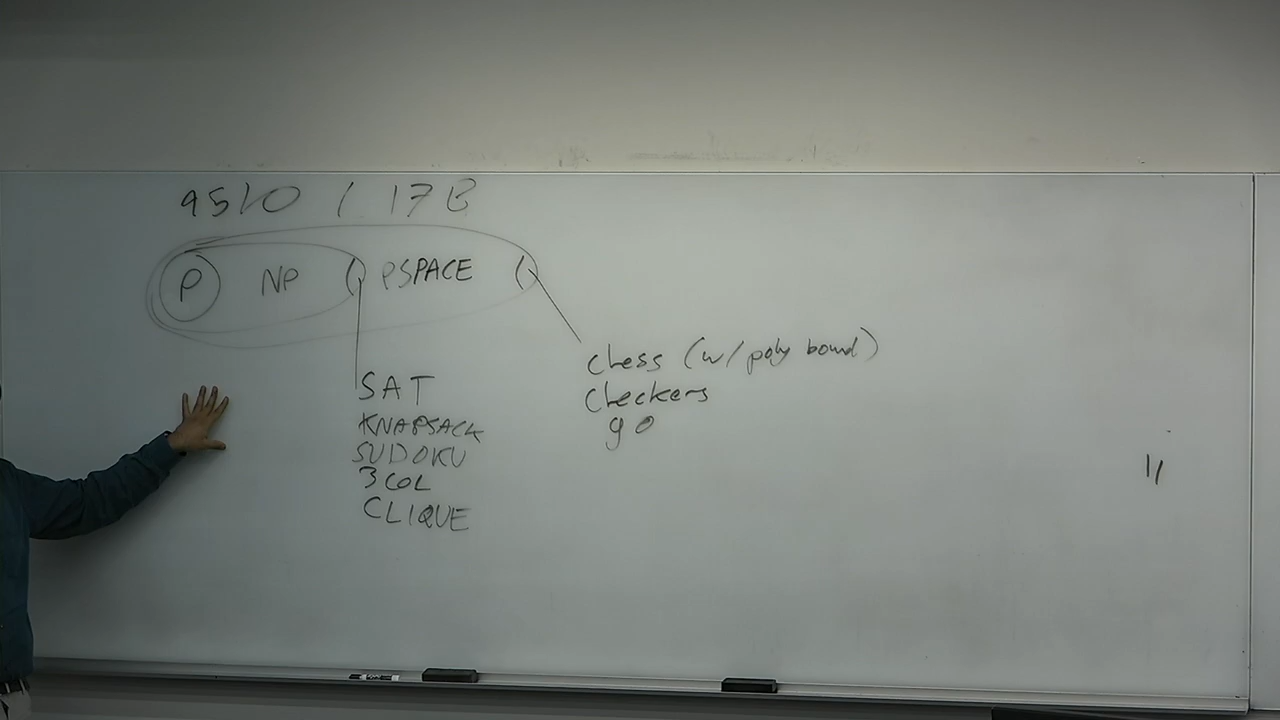 9510 / 17B
P NP PSPACE
chess (w/ poly bound)
checkers
go
SAT
KNAPSACK
SUDOKU
3COL
CLIQUE